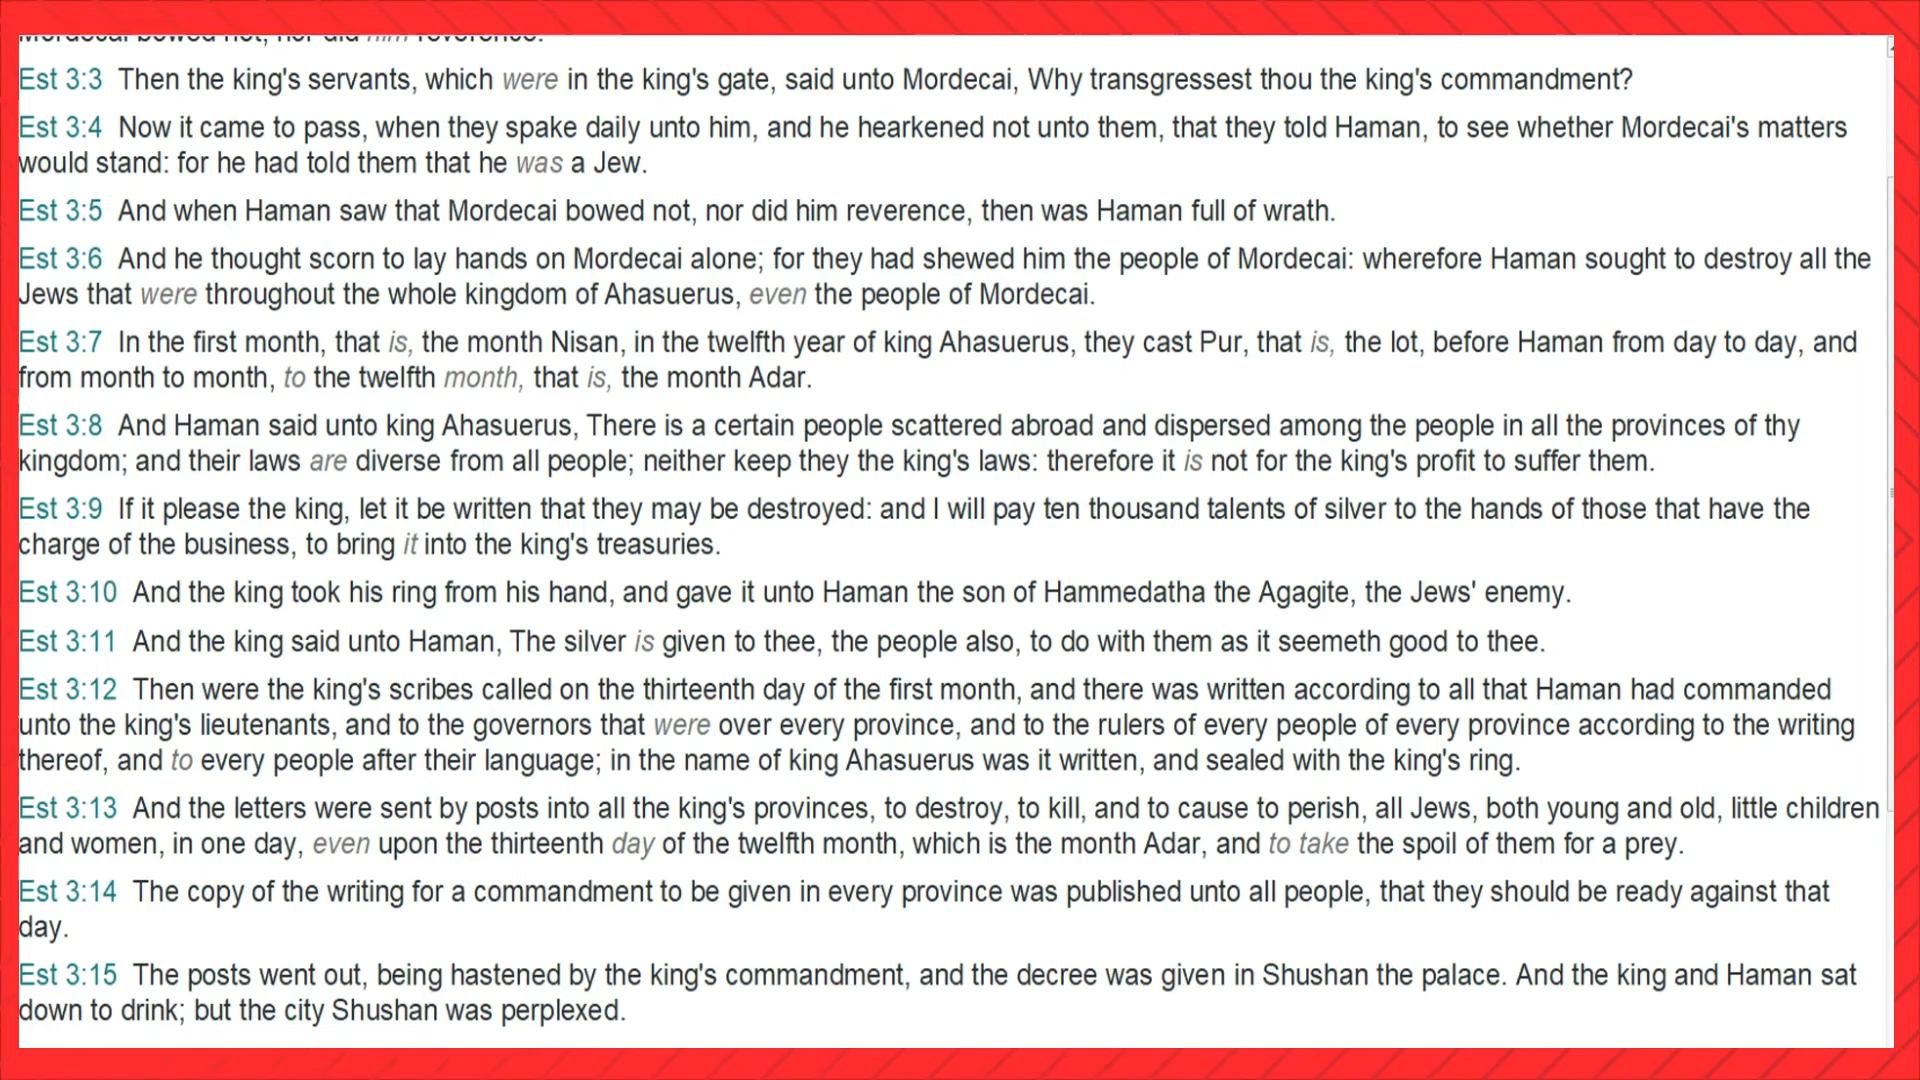 Mordecai bowed not, nor did him reverence.
Est 3:3 Then the king's servants, which were in the king's gate, said unto Mordecai, Why transgressest thou the king's commandment?
Est 3:4 Now it came to pass, when they spake daily unto him, and he hearkened not unto them, that they told Haman, to see whether Mordecai's matters
would stand: for he had told them that he was a Jew.
Est 3:5 And when Haman saw that Mordecai bowed not, nor did him reverence, then was Haman full of wrath.
Est 3:6 And he thought scorn to lay hands on Mordecai alone; for they had shewed him the people of Mordecai: wherefore Haman sought to destroy all the
Jews that were throughout the whole kingdom of Ahasuerus, even the people of Mordecai.
Est 3:7 In the first month, that is, the month Nisan, in the twelfth year of king Ahasuerus, they cast Pur, that is, the lot, before Haman from day to day, and
from month to month, to the twelfth month, that is, the month Adar.
Est 3:8 And Haman said unto king Ahasuerus, There is a certain people scattered abroad and dispersed among the people in all the provinces of thy
kingdom; and their laws are diverse from all people; neither keep they the king's laws: therefore it is not for the king's profit to suffer them.
Est 3:9 If it please the king, let it be written that they may be destroyed: and I will pay ten thousand talents of silver to the hands of those that have the
charge of the business, to bring it into the king's treasuries.
Est 3:10 And the king took his ring from his hand, and gave it unto Haman the son of Hammedatha the Agagite, the Jews' enemy.
Est 3:11 And the king said unto Haman, The silver is given to thee, the people also, to do with them as it seemeth good to thee.
Est 3:12 Then were the king's scribes called on the thirteenth day of the first month, and there was written according to all that Haman had commanded
unto the king's lieutenants, and to the governors that were over every province, and to the rulers of every people of every province according to the writing
thereof, and to every people after their language; in the name of king Ahasuerus was it written, and sealed with the king's ring.
Est 3:13 And the letters were sent by posts into all the king's provinces, to destroy, to kill, and to cause to perish, all Jews, both young and old, little children
and women, in one day, even upon the thirteenth day of the twelfth month, which is the month Adar, and to take the spoil of them for a prey.
Est 3:14 The copy of the writing for a commandment to be given in every province was published unto all people, that they should be ready against that
day.
Est 3:15 The posts went out, being hastened by the king's commandment, and the decree was given in Shushan the palace. And the king and Haman sat
down to drink; but the city Shushan was perplexed.